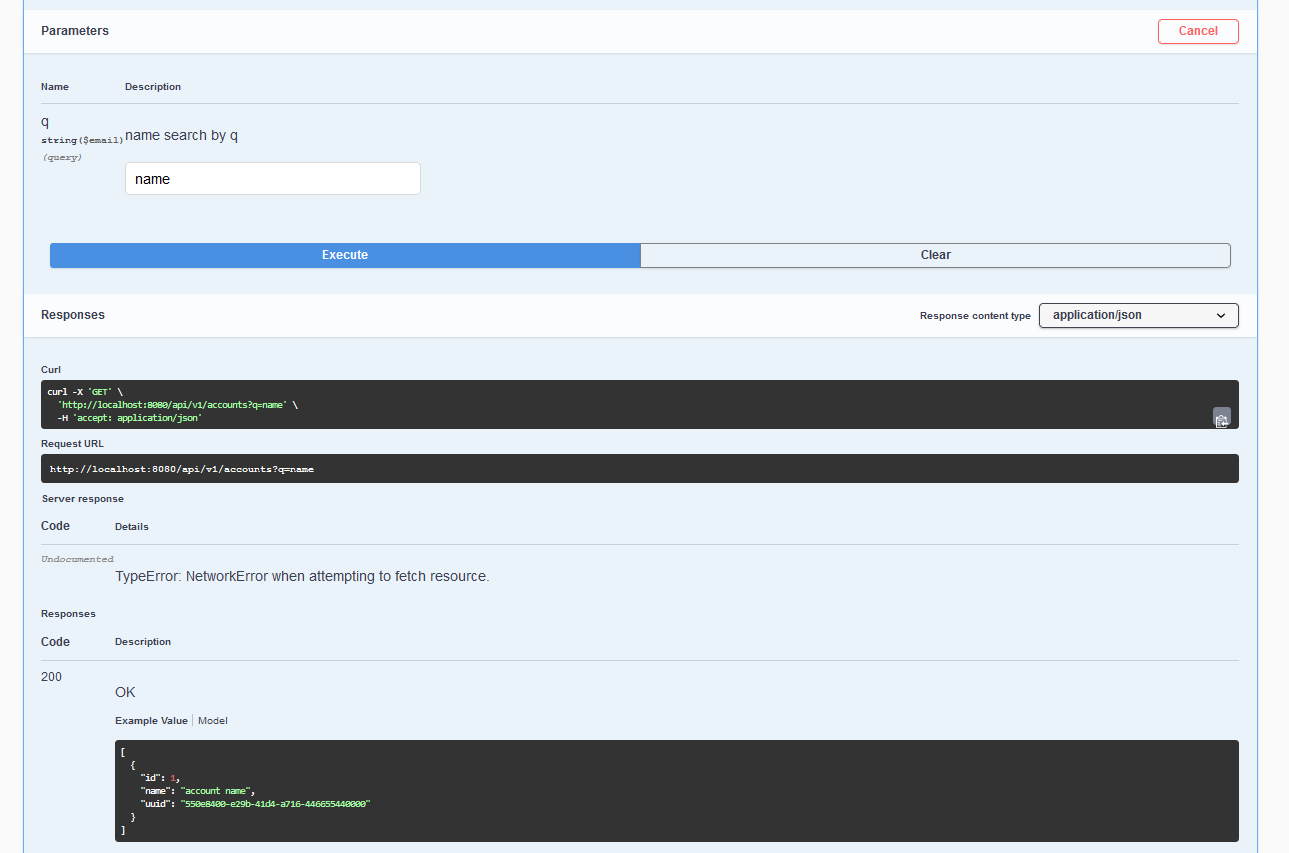 Parameters
Cancel
Name Description
q
string($email)
(query)
name search by q
name
Execute Clear
Responses
Response content type application/json
Curl
curl -X 'GET' \
'http://localhost:8080/api/v1/accounts?q=name' \
-H 'accept: application/json'
Request URL
http://localhost:8080/api/v1/accounts?q=name
Server response
Code Details
Undocumented
TypeError: NetworkError when attempting to fetch resource.
Responses
Code Description
200
OK
Example Value Model
[
{
"id": 1,
"name": "account name",
"uuid": "550e8400-e29b-41d4-a716-446655440000"
}
]